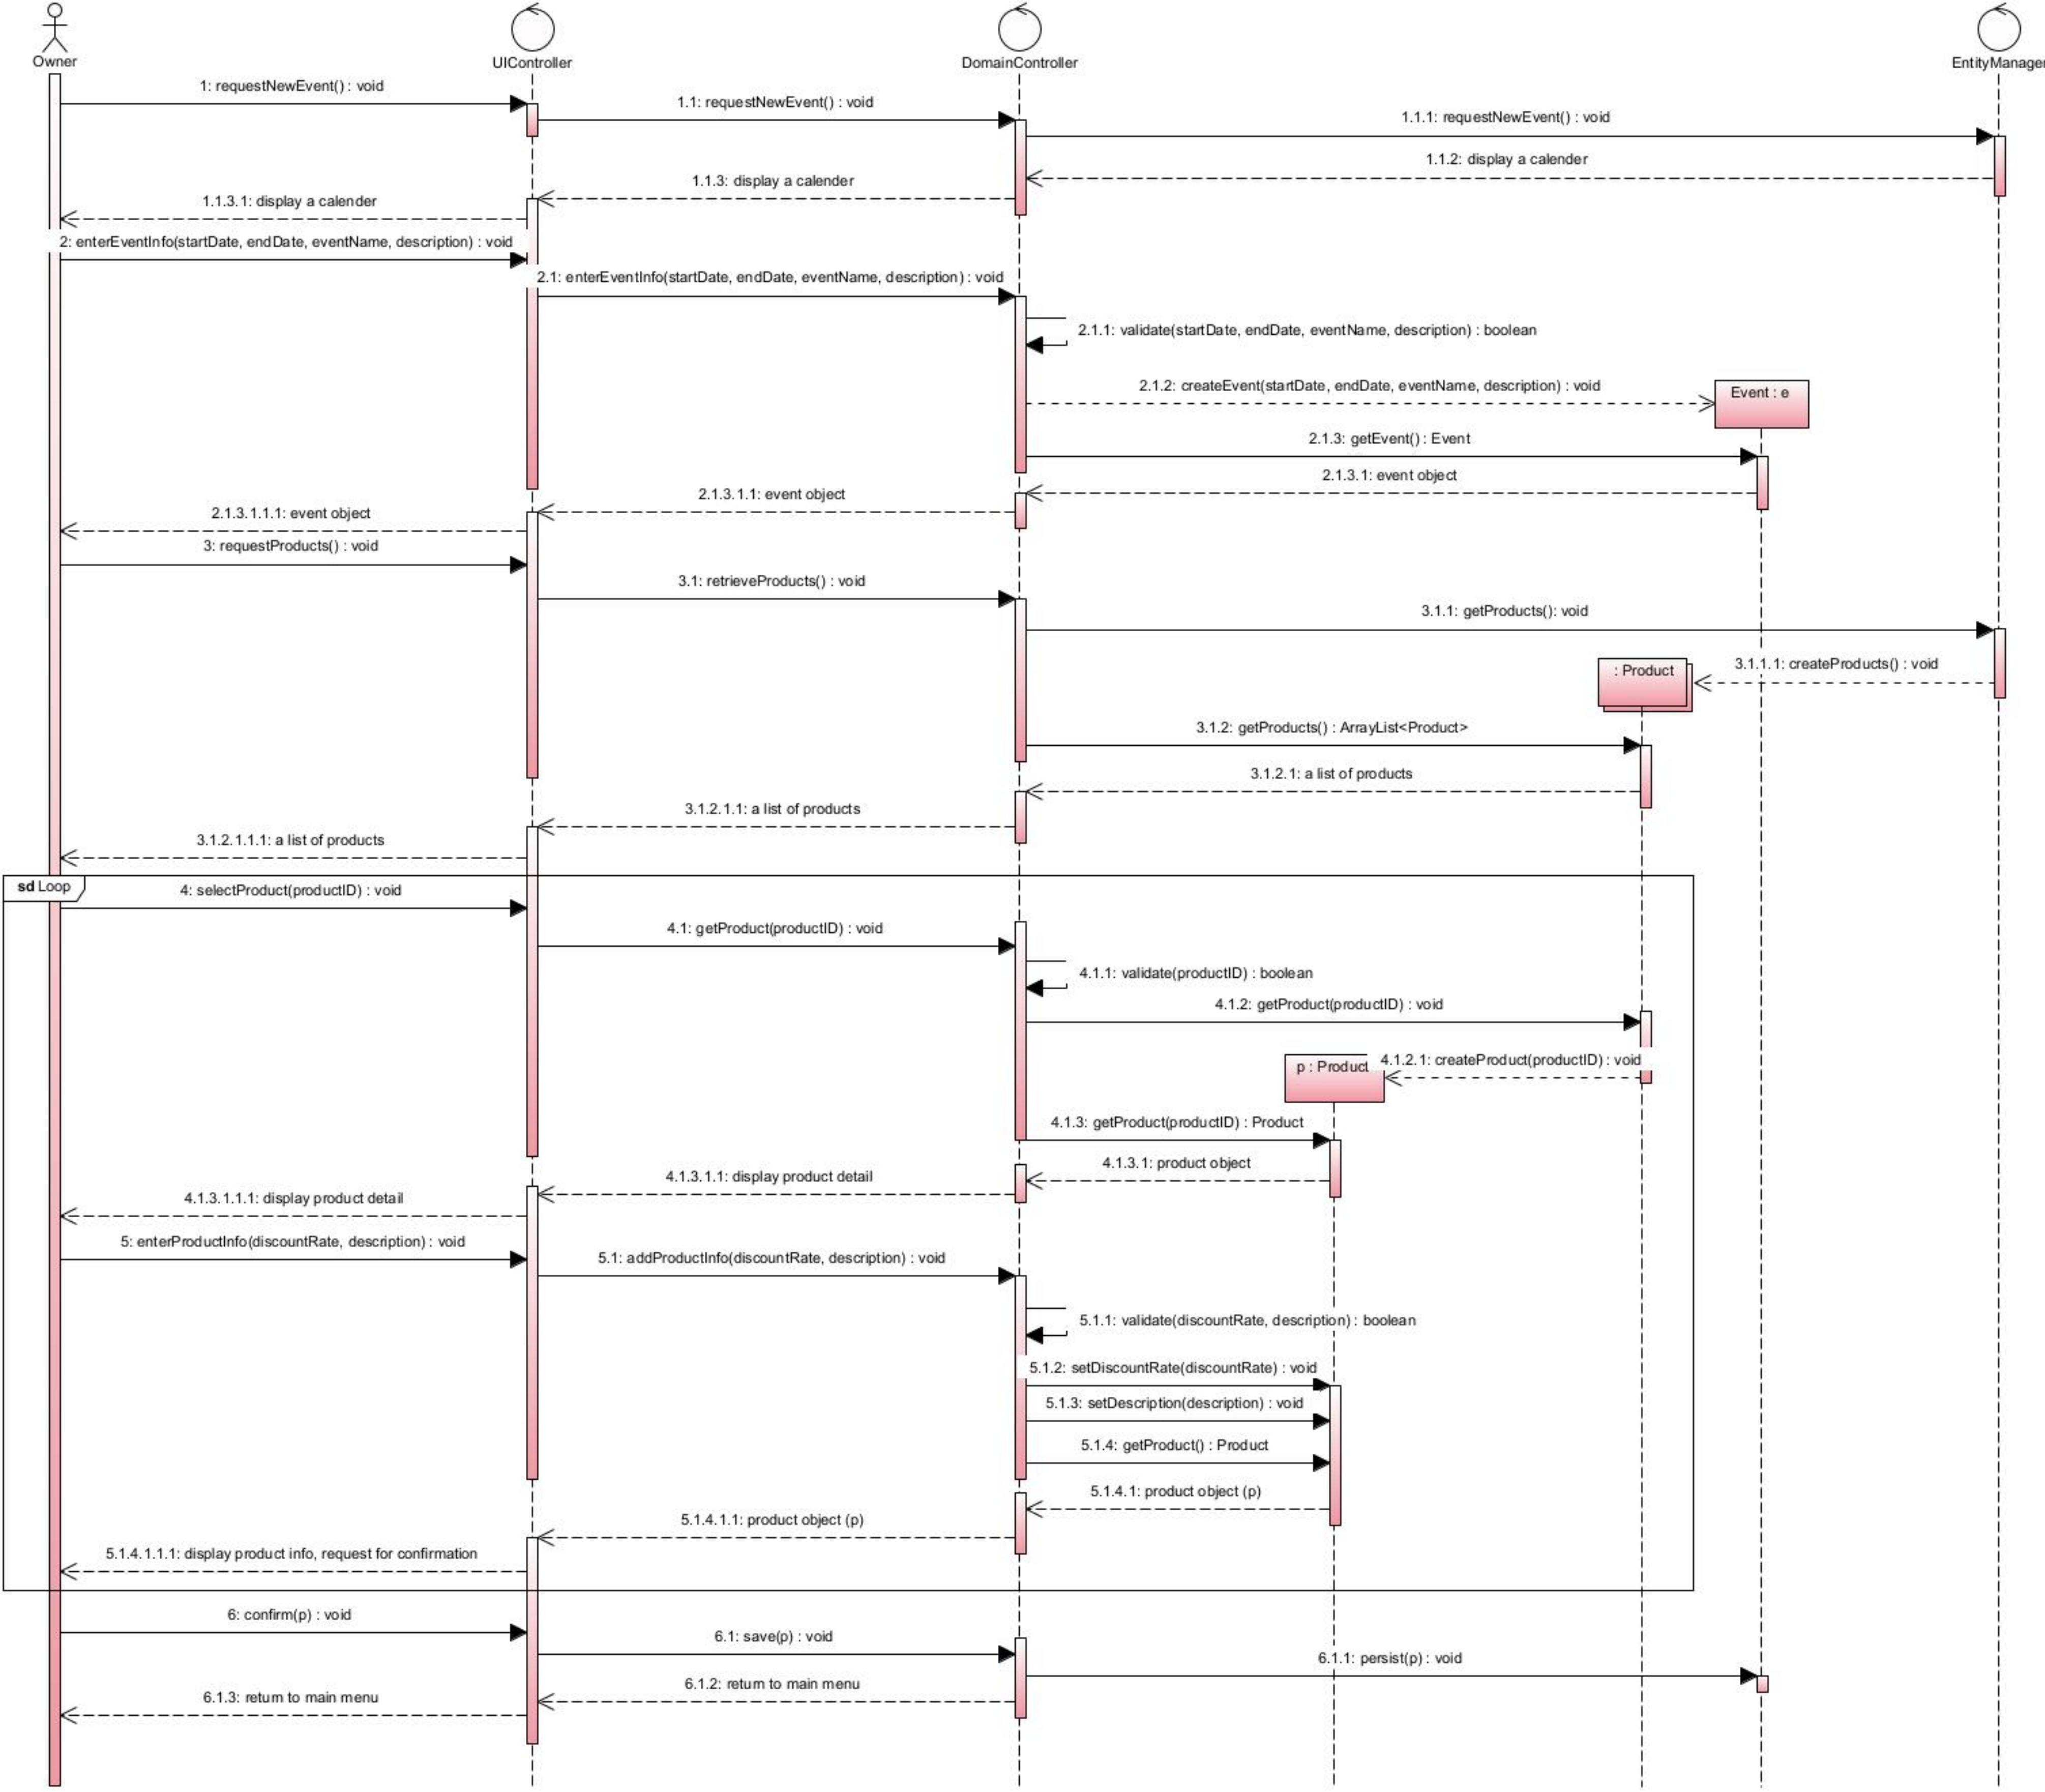 Owner
UIController
DomainController
EntityManager
1: requestNewEvent() : void
1.1: requestNewEvent() : void
1.1.1: requestNewEvent() : void
1.1.2: display a calender
1.1.3: display a calender
1.1.3.1: display a calender
2: enterEventInfo(startDate, endDate, eventName, description) : void
2.1: enterEventInfo(startDate, endDate, eventName, description) : void
2.1.1: validate(startDate, endDate, eventName, description) : boolean
2.1.2: createEvent(startDate, endDate, eventName, description) : void
Event : e
2.1.3: getEvent() : Event
2.1.3.1: event object
2.1.3.1.1: event object
2.1.3.1.1.1: event object
3: requestProducts() : void
3.1: retrieveProducts() : void
3.1.1: getProducts(): void
3.1.1.1: createProducts() : void
: Product
3.1.2: getProducts() : ArrayList<Product>
3.1.2.1: a list of products
3.1.2.1.1: a list of products
3.1.2.1.1.1: a list of products
sd Loop
4: selectProduct(productID) : void
4.1: getProduct(productID) : void
4.1.1: validate(productID) : boolean
4.1.2: getProduct(productID) : void
4.1.2.1: createProduct(productID) : void
p : Product
4.1.3: getProduct(productID) : Product
4.1.3.1: product object
4.1.3.1.1: display product detail
4.1.3.1.1.1: display product detail
5: enterProductInfo(discountRate, description) : void
5.1: addProductInfo(discountRate, description) : void
5.1.1: validate(discountRate, description) : boolean
5.1.2: setDiscountRate(discountRate) : void
5.1.3: setDescription(description) : void
5.1.4: getProduct() : Product
5.1.4.1: product object (p)
5.1.4.1.1: product object (p)
5.1.4.1.1.1: display product info, request for confirmation
6: confirm(p) : void
6.1: save(p) : void
6.1.1: persist(p) : void
6.1.2: return to main menu
6.1.3: return to main menu